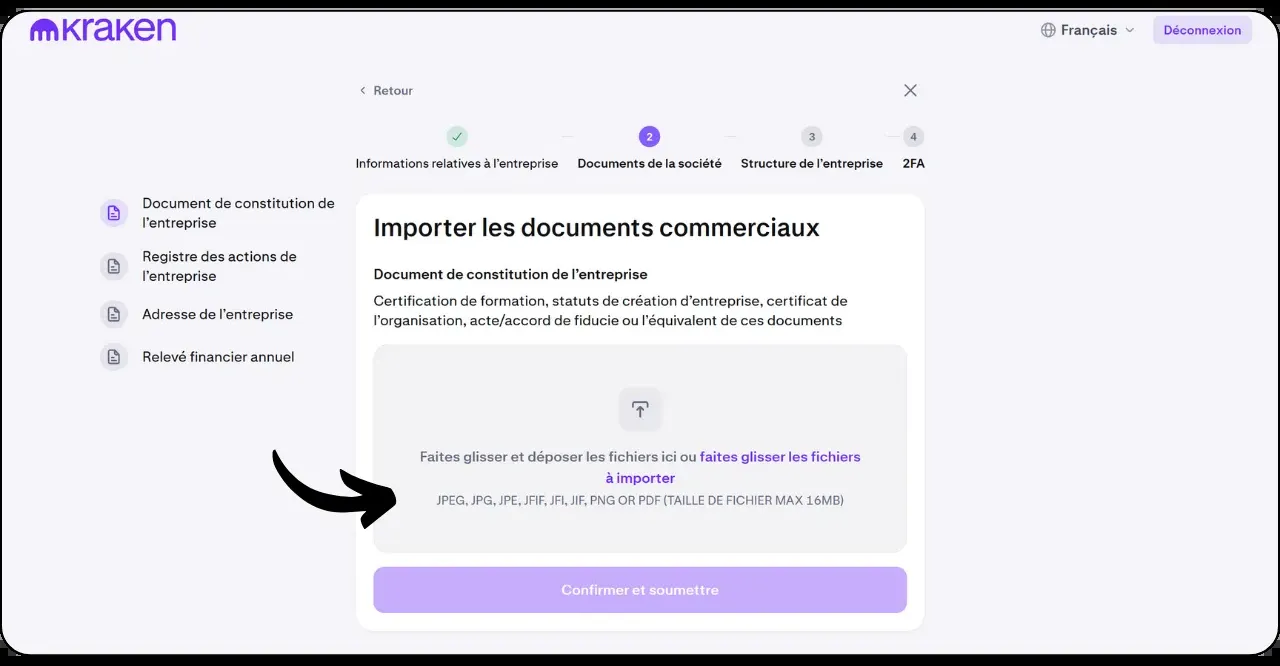 kraken
Français
Déconnexion
Retour
2
3
4
Informations relatives à l'entreprise
Documents de la société
Structure de l'entreprise
2FA
Document de constitution de
l'entreprise
Registre des actions de
l'entreprise
Adresse de l'entreprise
Relevé financier annuel
Importer les documents commerciaux
Document de constitution de l'entreprise
Certification de formation, statuts de création d'entreprise, certificat de
l'organisation, acte/accord de fiducie ou l'équivalent de ces documents
Faites glisser et déposer les fichiers ici ou faites glisser les fichiers
à importer
JPEG, JPG, JPE, JFIF, JFI, JIF, PNG OR PDF (TAILLE DE FICHIER MAX 16MB)
Confirmer et soumettre